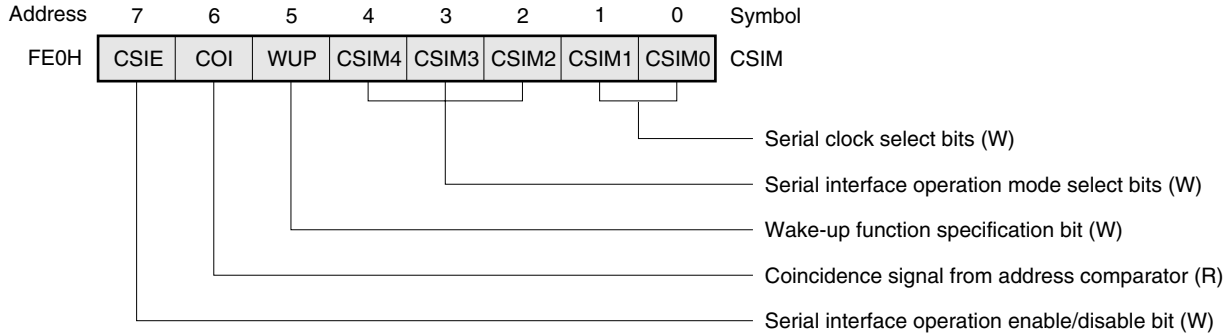 Address 7 6 5 4 3 2 1 0 Symbol
FE0H CSIE COI WUP CSIM4 CSIM3 CSIM2 CSIM1 CSIM0 CSIM
Serial clock select bits (W)
Serial interface operation mode select bits (W)
Wake-up function specification bit (W)
Coincidence signal from address comparator (R)
Serial interface operation enable/disable bit (W)